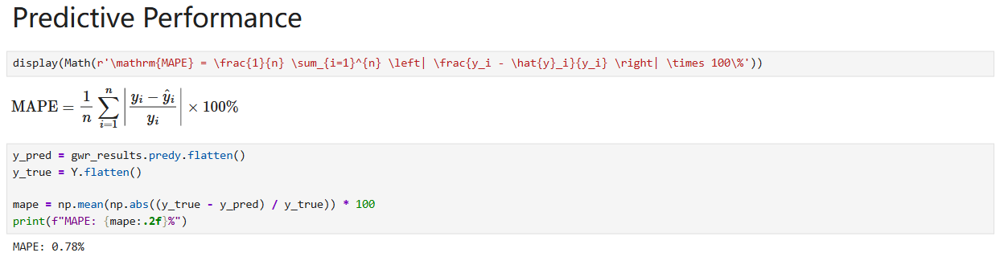 Predictive Performance
display(Math(r'\mathrm{MAPE} = \frac{1}{n} \sum_{i=1}^{n} \left| \frac{y_i - \hat{y}_i}{y_i} \right| \times 100\%'))
MAPE = \frac{1}{n} \sum_{i=1}^{n} \left| \frac{y_i - \hat{y}_i}{y_i} \right| × 100%
y_pred = gwr_results.predy.flatten()
y_true = Y.flatten()
mape = np.mean(np.abs((y_true - y_pred) / y_true)) * 100
print(f"MAPE: {mape:.2f}%")
MAPE: 0.78%